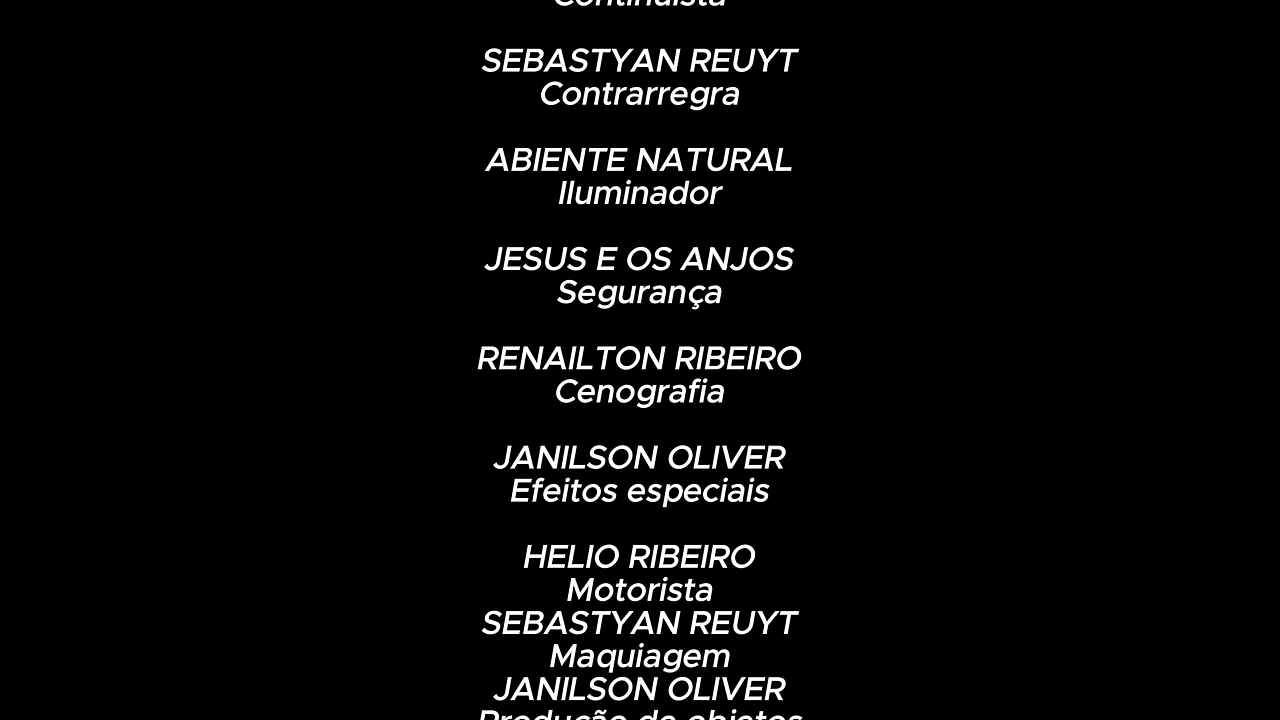 Continuista
SEBASTYAN REUYT
Contrarregra
ABIENTE NATURAL
Iluminador
JESUS E OS ANJOS
Segurança
RENAILTON RIBEIRO
Cenografia
JANILSON OLIVER
Efeitos especiais
HELIO RIBEIRO
Motorista
SEBASTYAN REUYT
Maquiagem
JANILSON OLIVER
Produção de objetos